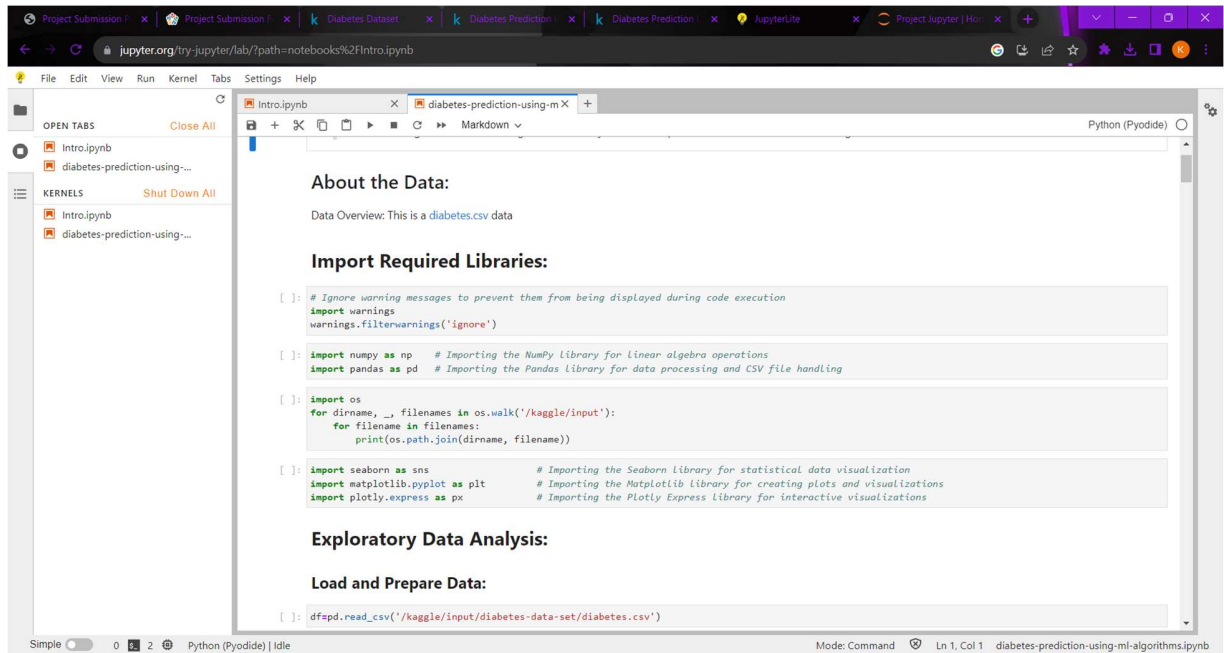 Project Submission P
Project Submission F
Diabetes Dataset
Diabetes Prediction
Diabetes Prediction
JupyterLite
Project Jupyter | Hom
jupyter.org/try-jupyter/lab/?path=notebooks%2FIntro.ipynb
K
File Edit View Run Kernel Tabs Settings Help
Intro.ipynb
diabetes-prediction-using-m
OPEN TABS Close All
Markdown
Python (Pyodide)
Intro.ipynb
diabetes-prediction-using-...
KERNELS Shut Down All
Intro.ipynb
diabetes-prediction-using-...
About the Data:
Data Overview: This is a diabetes.csv data
Import Required Libraries:
[ ]: # Ignore warning messages to prevent them from being displayed during code execution
import warnings
warnings.filterwarnings('ignore')
[ ]: import numpy as np # Importing the NumPy library for linear algebra operations
import pandas as pd # Importing the Pandas library for data processing and CSV file handling
[ ]: import os
for dirname, _, filenames in os.walk('/kaggle/input'):
for filename in filenames:
print(os.path.join(dirname, filename))
[ ]: import seaborn as sns # Importing the Seaborn library for statistical data visualization
import matplotlib.pyplot as plt # Importing the Matplotlib library for creating plots and visualizations
import plotly.express as px # Importing the Plotly Express library for interactive visualizations
Exploratory Data Analysis:
Load and Prepare Data:
[ ]: df=pd.read_csv('/kaggle/input/diabetes-data-set/diabetes.csv')
Simple 0 2 Python (Pyodide) | Idle
Mode: Command Ln 1, Col 1 diabetes-prediction-using-ml-algorithms.ipynb